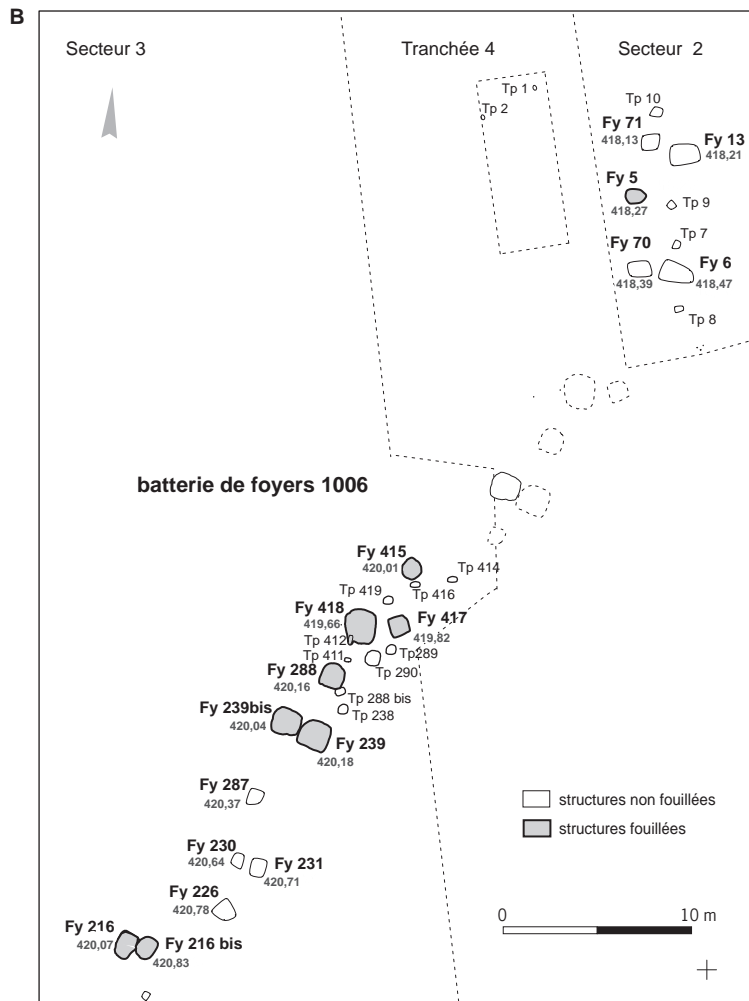 B
Secteur 3
Tranchée 4
Secteur 2
Tp 1
Tp 2
Tp 10
Fy 71
418,13
Fy 13
418,21
Fy 5
418,27
Tp 9
Tp 7
Fy 70
418,39
Fy 6
418,47
Tp 8
batterie de foyers 1006
Fy 415
420,01
Tp 414
Tp 416
Tp 419
Fy 418
419,66
Fy 417
419,82
Tp 4120
Tp289
Tp 411
Tp 290
Fy 288
420,16
Tp 288 bis
Tp 238
Fy 239bis
420,04
Fy 239
420,18
Fy 287
420,37
structures non fouillées
structures fouillées
Fy 230
420,64
Fy 231
420,71
Fy 226
420,78
Fy 216
420,07
Fy 216 bis
420,83
0
10 m